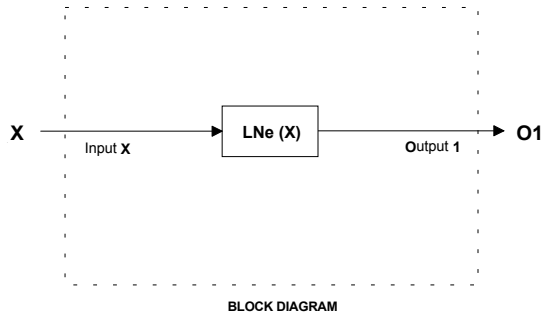 X
Input X
LNe (X)
Output 1
O1
BLOCK DIAGRAM